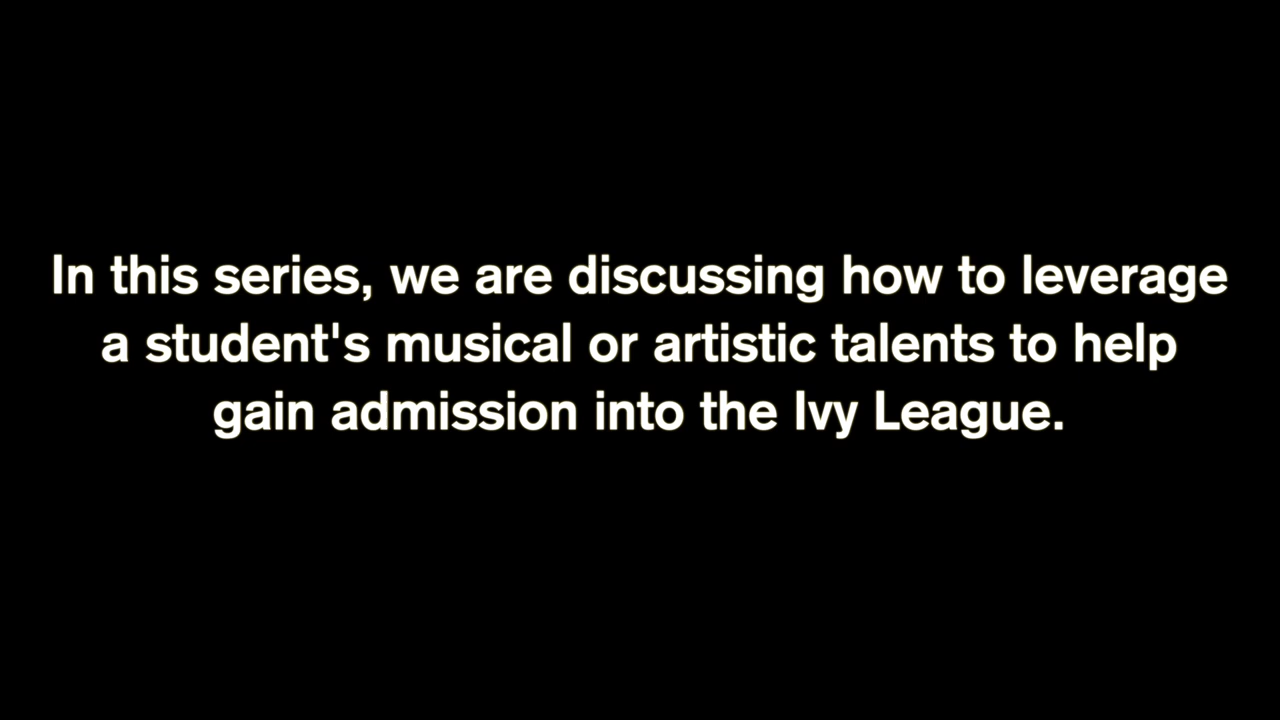 In this series, we are discussing how to leverage
a student's musical or artistic talents to help
gain admission into the Ivy League.